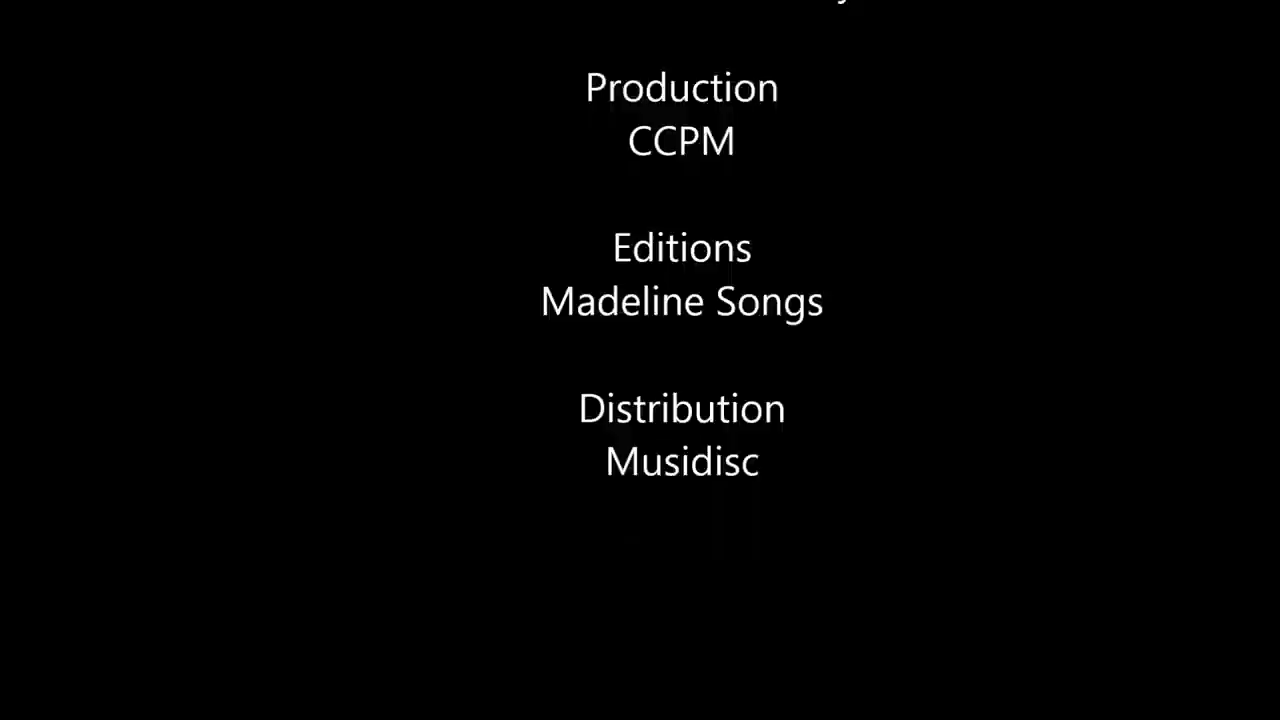 Production
CCPM
Editions
Madeline Songs
Distribution
Musidisc